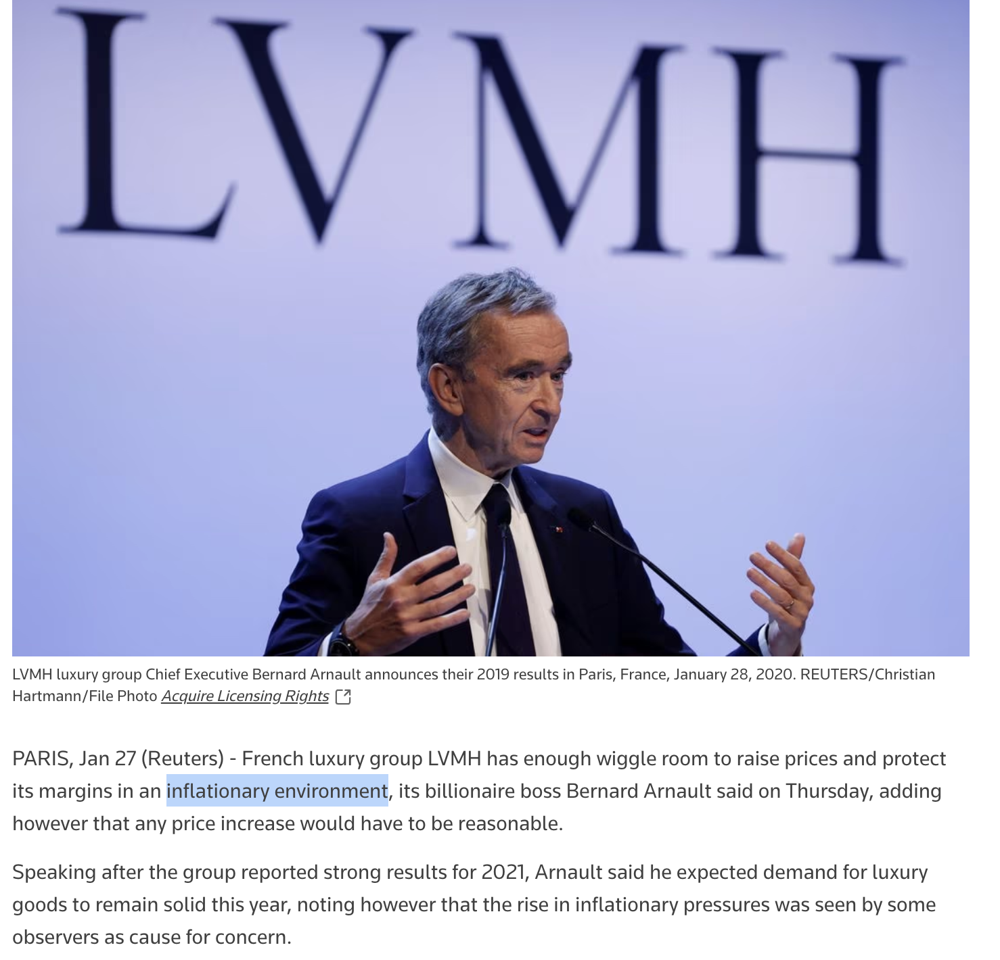 LVMH
LVMH luxury group Chief Executive Bernard Arnault announces their 2019 results in Paris, France, January 28, 2020. REUTERS/Christian
Hartmann/File Photo Acquire Licensing Rights
PARIS, Jan 27 (Reuters) - French luxury group LVMH has enough wiggle room to raise prices and protect
its margins in an inflationary environment, its billionaire boss Bernard Arnault said on Thursday, adding
however that any price increase would have to be reasonable.
Speaking after the group reported strong results for 2021, Arnault said he expected demand for luxury
goods to remain solid this year, noting however that the rise in inflationary pressures was seen by some
observers as cause for concern.